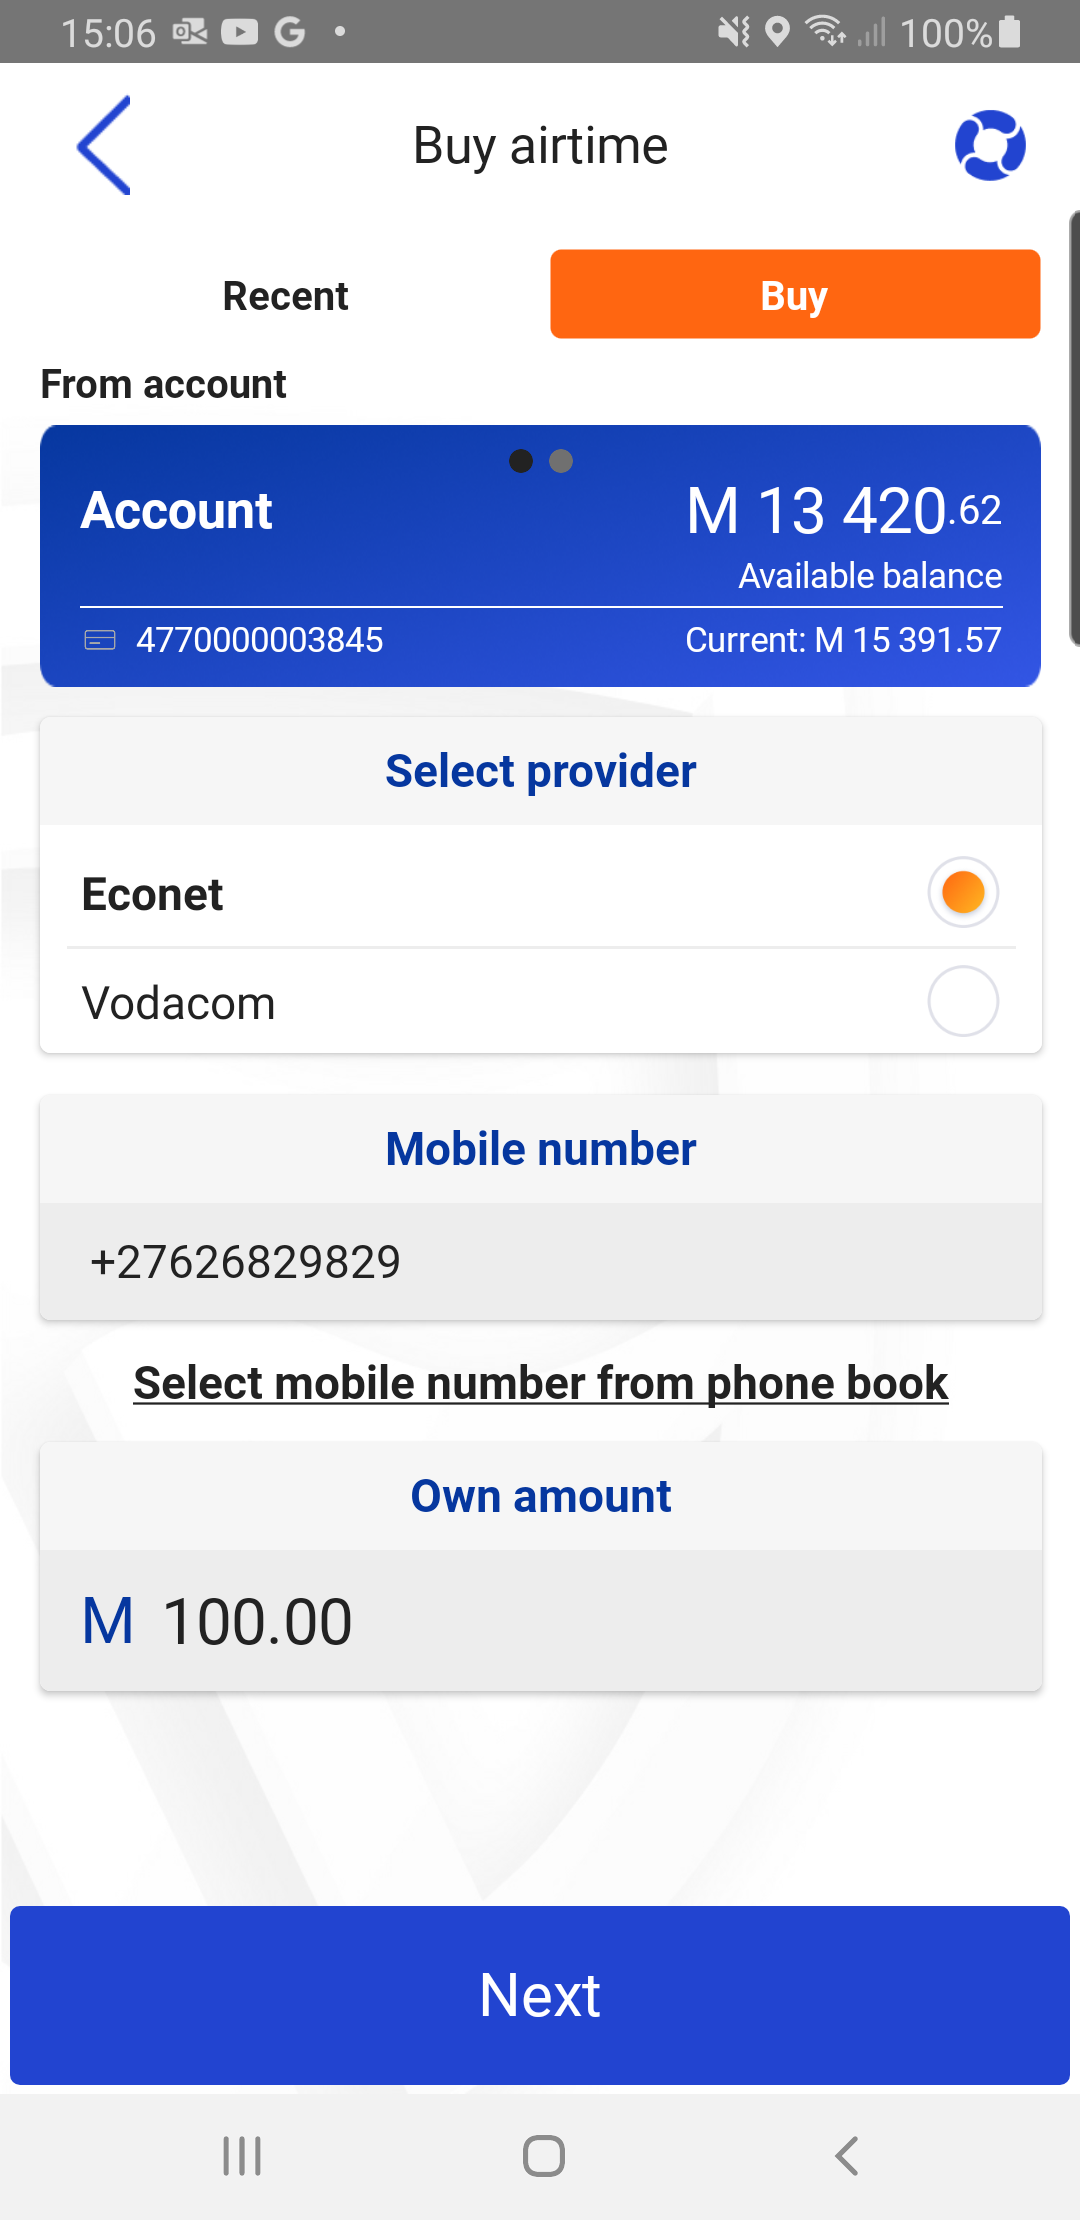 15:06 100%
Buy airtime
Recent Buy
From account
Account M 13 420.62
Available balance
4770000003845 Current: M 15 391.57
Select provider
Econet
Vodacom
Mobile number
+27626829829
Select mobile number from phone book
Own amount
M 100.00
Next